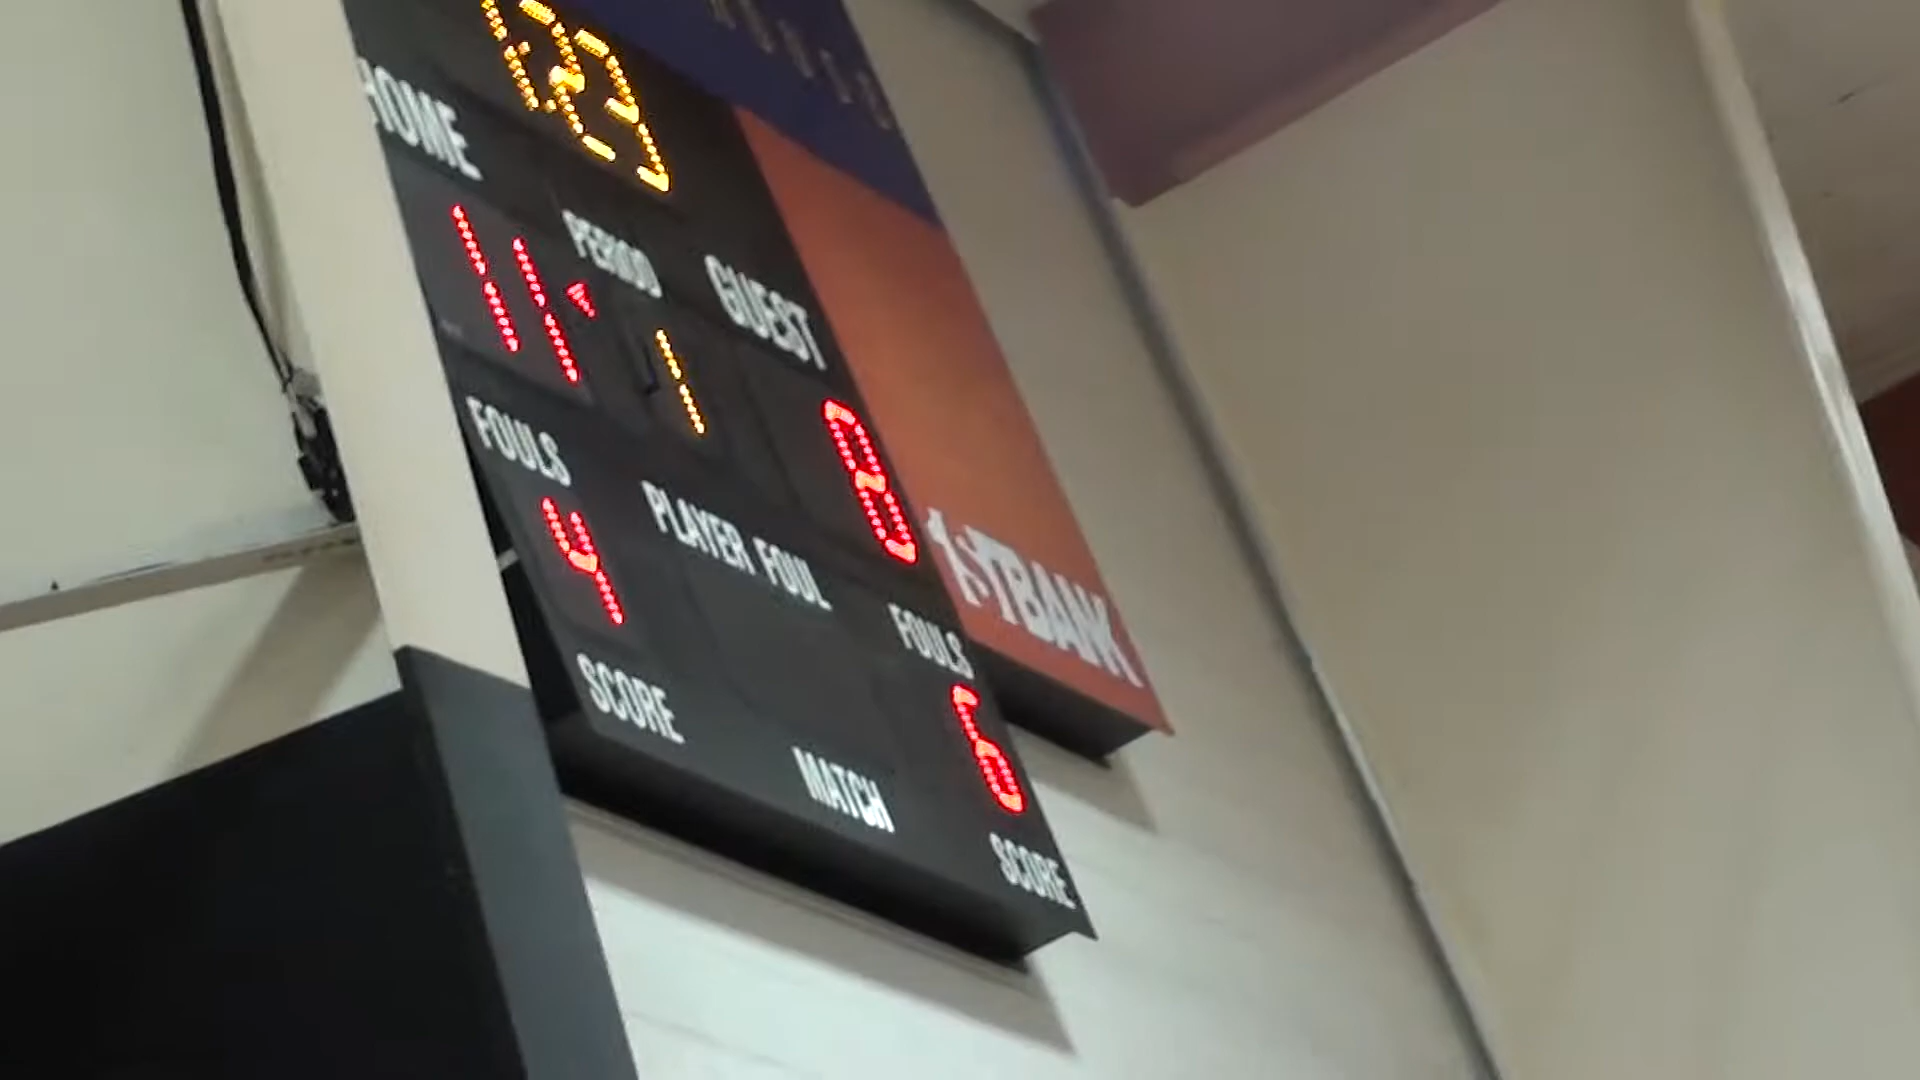 HOME
PERIOD
GUEST
11
1
8
FOULS
PLAYER FOUL
FOULS
4
6
SCORE
MATCH
SCORE
1STBANK